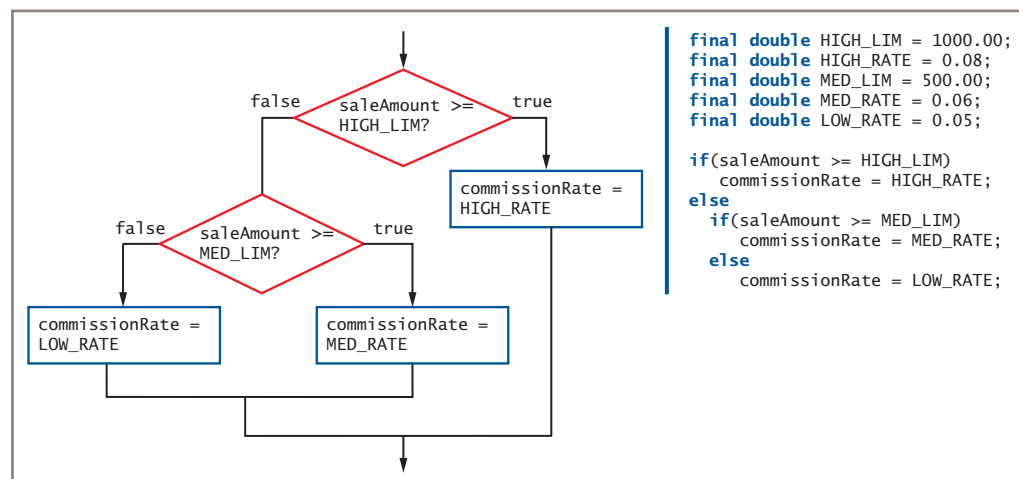 false
saleAmount >=
HIGH_LIM?
true
commissionRate =
HIGH_RATE
false
saleAmount >=
MED_LIM?
true
commissionRate =
LOW_RATE
commissionRate =
MED_RATE
final double HIGH_LIM = 1000.00;
final double HIGH_RATE = 0.08;
final double MED_LIM = 500.00;
final double MED_RATE = 0.06;
final double LOW_RATE = 0.05;
if(saleAmount >= HIGH_LIM)
commissionRate = HIGH_RATE;
else
if(saleAmount >= MED_LIM)
commissionRate = MED_RATE;
else
commissionRate = LOW_RATE;